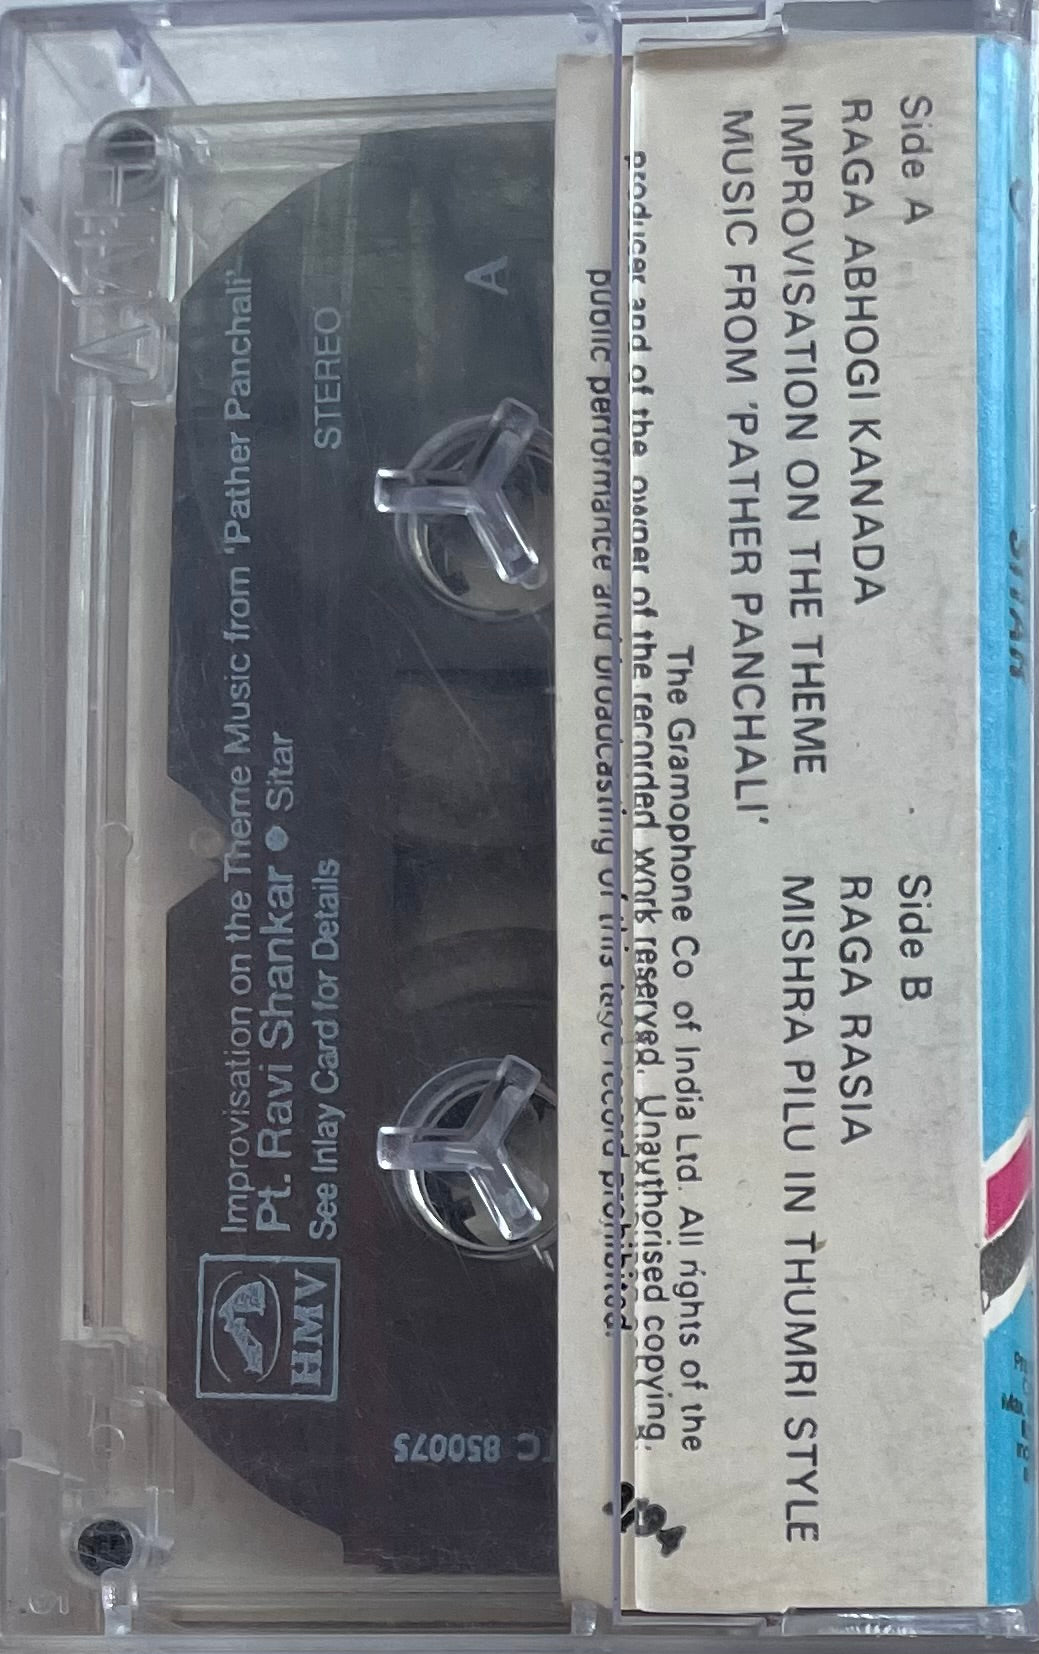 Side A
RAGA ABHOGI KANADA
IMPROVISATION ON THE THEME
MUSIC FROM 'PATHER PANCHALI'
Side B
RAGA RASIA
MISHRA PILU IN THUMRI STYLE
The Gramophone Co of India Ltd. All rights of the
producer and of the owner of the recorded work reserved. Unauthorised copying,
public performance and broadcasting of this tape record prohibited.
Improvisation on the Theme Music from 'Pather Panchali'
Pt. Ravi Shankar ● Sitar
See Inlay Card for Details
STEREO
A
HMV
TC 850075